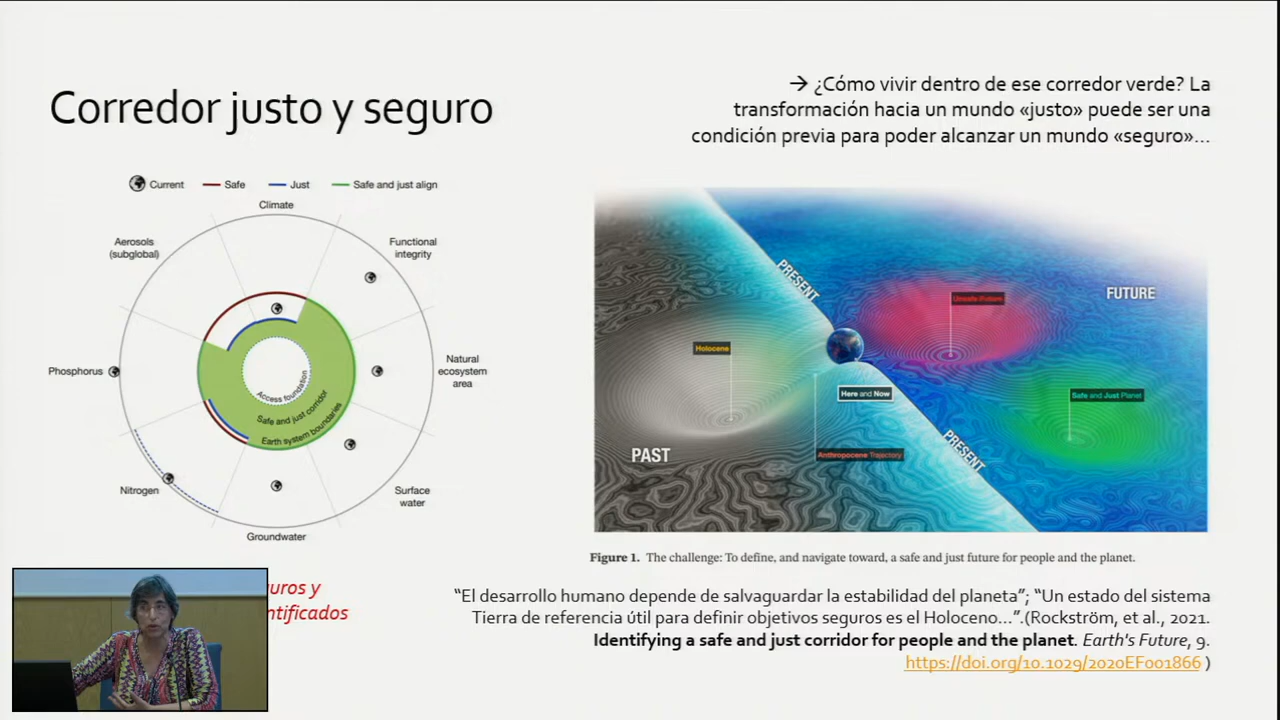 Corredor justo y seguro
→ ¿Cómo vivir dentro de ese corredor verde? La
transformación hacia un mundo «justo» puede ser una
condición previa para poder alcanzar un mundo «seguro»...
Current
Safe
Just
Safe and just align
Climate
Aerosols
(subglobal)
Functional
integrity
Phosphorus
Natural
ecosystem
area
Access foundation
Safe and just corridor
Earth system boundaries
Nitrogen
Surface
water
Groundwater
PRESENT
FUTURE
Unsafe Future
Holocene
Here and Now
Safe and Just Planet
PAST
Anthropocene Trajectory
PRESENT
Figure 1. The challenge: To define, and navigate toward, a safe and just future for people and the planet.
uros y
ntificados
“El desarrollo humano depende de salvaguardar la estabilidad del planeta”; “Un estado del sistema
Tierra de referencia útil para definir objetivos seguros es el Holoceno...”.(Rockström, et al., 2021.
Identifying a safe and just corridor for people and the planet. Earth's Future, 9.
https://doi.org/10.1029/2020EF001866 )